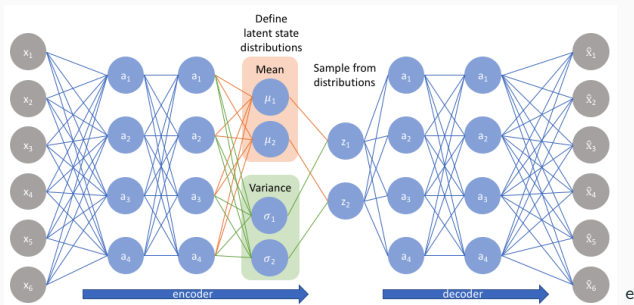 Define
latent state
distributions
Mean
Sample from
distributions
Variance
x₁
x₂
x₃
x₄
x₅
x₆
a₁
a₂
a₃
a₄
a₁
a₂
a₃
a₄
μ₁
μ₂
σ₁
σ₂
z₁
z₂
a₁
a₂
a₃
a₄
a₁
a₂
a₃
a₄
x̂₁
x̂₂
x̂₃
x̂₄
x̂₅
x̂₆
encoder
decoder
e